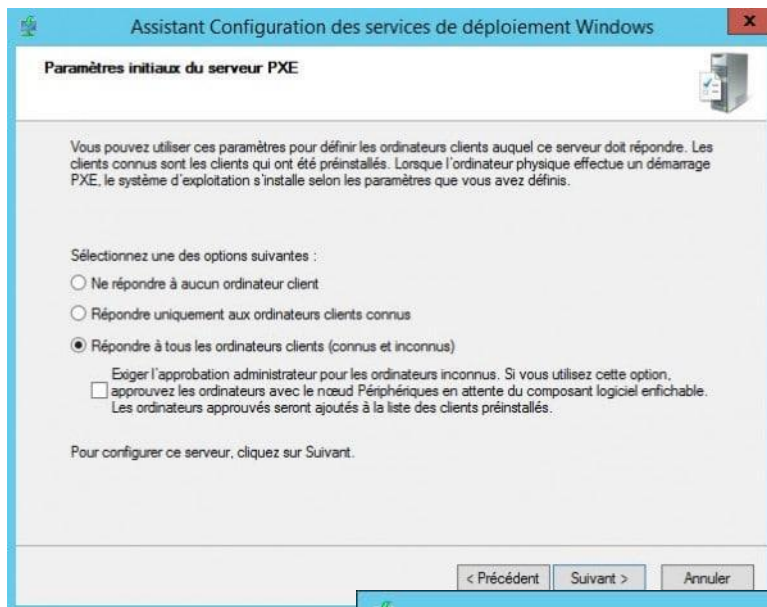 Assistant Configuration des services de déploiement Windows
x
Paramètres initiaux du serveur PXE
Vous pouvez utiliser ces paramètres pour définir les ordinateurs clients auquel ce serveur doit répondre. Les
clients connus sont les clients qui ont été préinstallés. Lorsque l'ordinateur physique effectue un démarrage
PXE, le système d'exploitation s'installe selon les paramètres que vous avez définis.
Sélectionnez une des options suivantes :
Ne répondre à aucun ordinateur client
Répondre uniquement aux ordinateurs clients connus
Répondre à tous les ordinateurs clients (connus et inconnus)
Exiger l'approbation administrateur pour les ordinateurs inconnus. Si vous utilisez cette option,
approuvez les ordinateurs avec le nœud Périphériques en attente du composant logiciel enfichable.
Les ordinateurs approuvés seront ajoutés à la liste des clients préinstallés.
Pour configurer ce serveur, cliquez sur Suivant.
< Précédent Suivant > Annuler